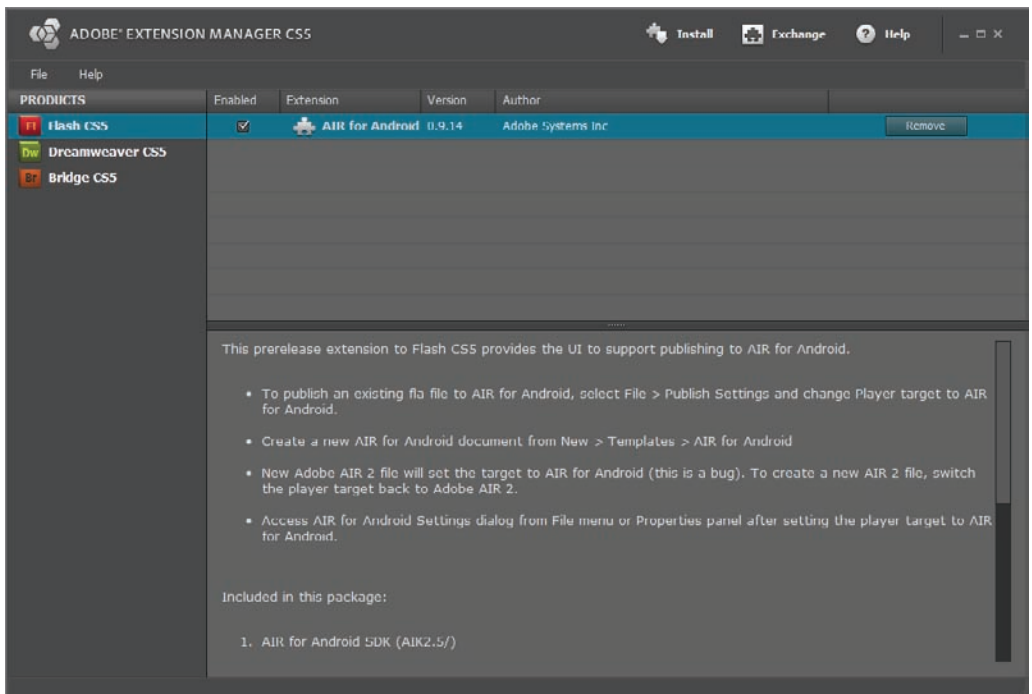 ADOBE® EXTENSION MANAGER CS5
Install
Exchange
Help
File Help
PRODUCTS
Enabled Extension Version Author
Fl Flash CS5
AIR for Android 0.9.14 Adobe Systems Inc
Remove
Dw Dreamweaver CS5
Br Bridge CS5
This prerelease extension to Flash CS5 provides the UI to support publishing to AIR for Android.
• To publish an existing fla file to AIR for Android, select File > Publish Settings and change Player target to AIR
for Android.
• Create a new AIR for Android document from New > Templates > AIR for Android
• New Adobe AIR 2 file will set the target to AIR for Android (this is a bug). To create a new AIR 2 file, switch
the player target back to Adobe AIR 2.
• Access AIR for Android Settings dialog from File menu or Properties panel after setting the player target to AIR
for Android.
Included in this package:
1. AIR for Android SDK (AIR2.5/)